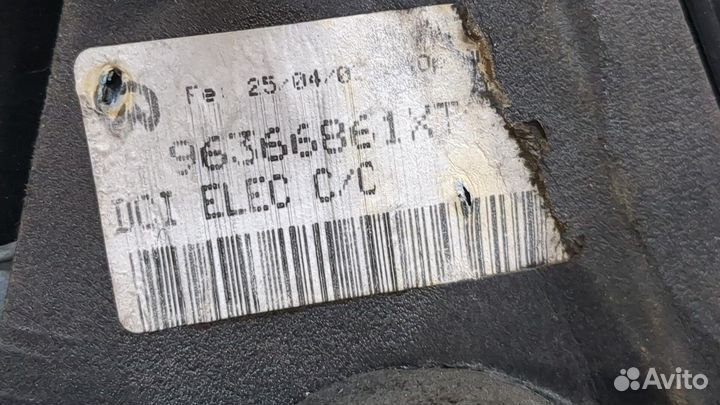 Fe: 25/04/0
96366861XT
DCI ELEC C/C
Avito